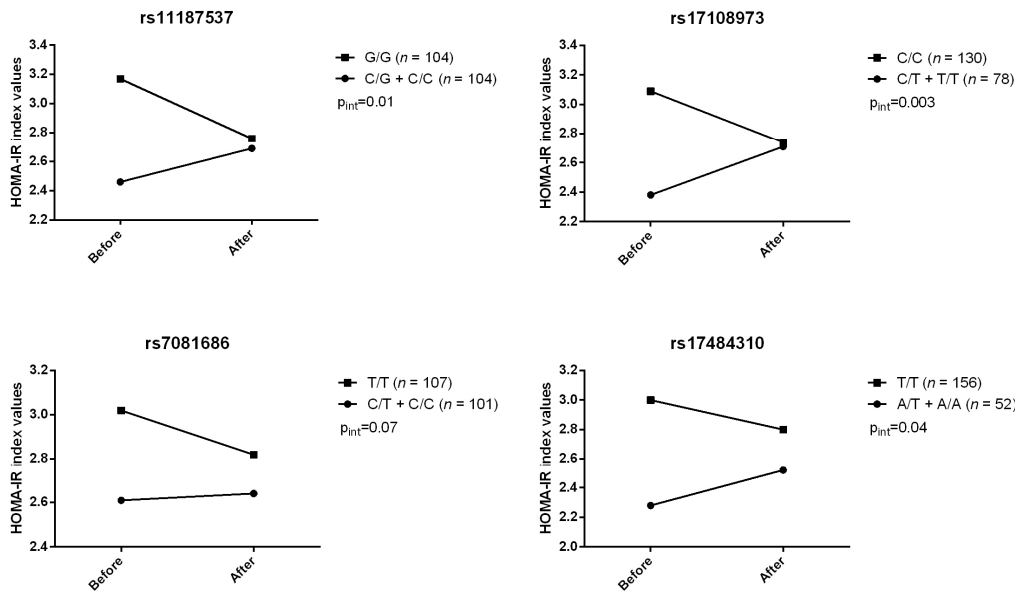 rs11187537
HOMA-IR index values
3.4
3.2
3.0
2.8
2.6
2.4
2.2
Before
After
G/G (n = 104)
C/G + C/C (n = 104)
pint=0.01
rs17108973
HOMA-IR index values
3.4
3.2
3.0
2.8
2.6
2.4
2.2
Before
After
C/C (n = 130)
C/T + T/T (n = 78)
pint=0.003
rs7081686
HOMA-IR index values
3.2
3.0
2.8
2.6
2.4
Before
After
T/T (n = 107)
C/T + C/C (n = 101)
pint=0.07
rs17484310
HOMA-IR index values
3.2
3.0
2.8
2.6
2.4
2.2
2.0
Before
After
T/T (n = 156)
A/T + A/A (n = 52)
pint=0.04